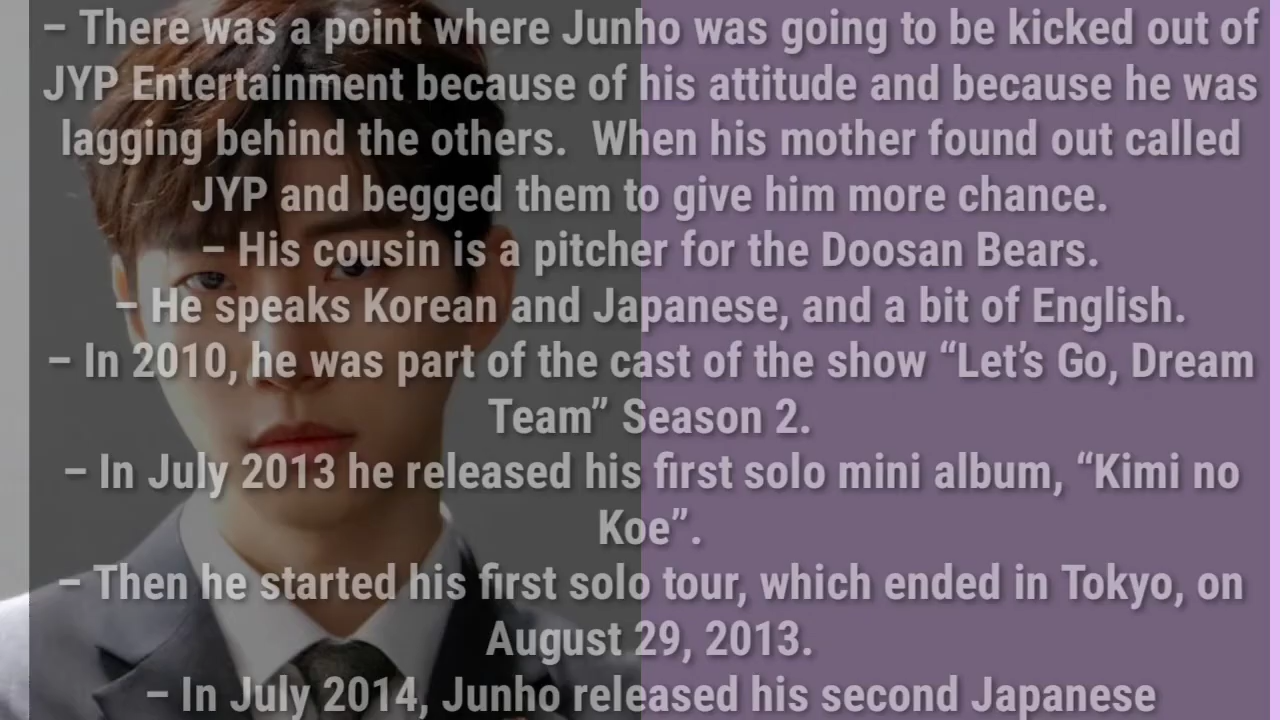 – There was a point where Junho was going to be kicked out of
JYP Entertainment because of his attitude and because he was
lagging behind the others.  When his mother found out called
JYP and begged them to give him more chance.
– His cousin is a pitcher for the Doosan Bears.
– He speaks Korean and Japanese, and a bit of English.
– In 2010, he was part of the cast of the show “Let’s Go, Dream
Team” Season 2.
– In July 2013 he released his first solo mini album, “Kimi no
Koe”.
– Then he started his first solo tour, which ended in Tokyo, on
August 29, 2013.
– In July 2014, Junho released his second Japanese